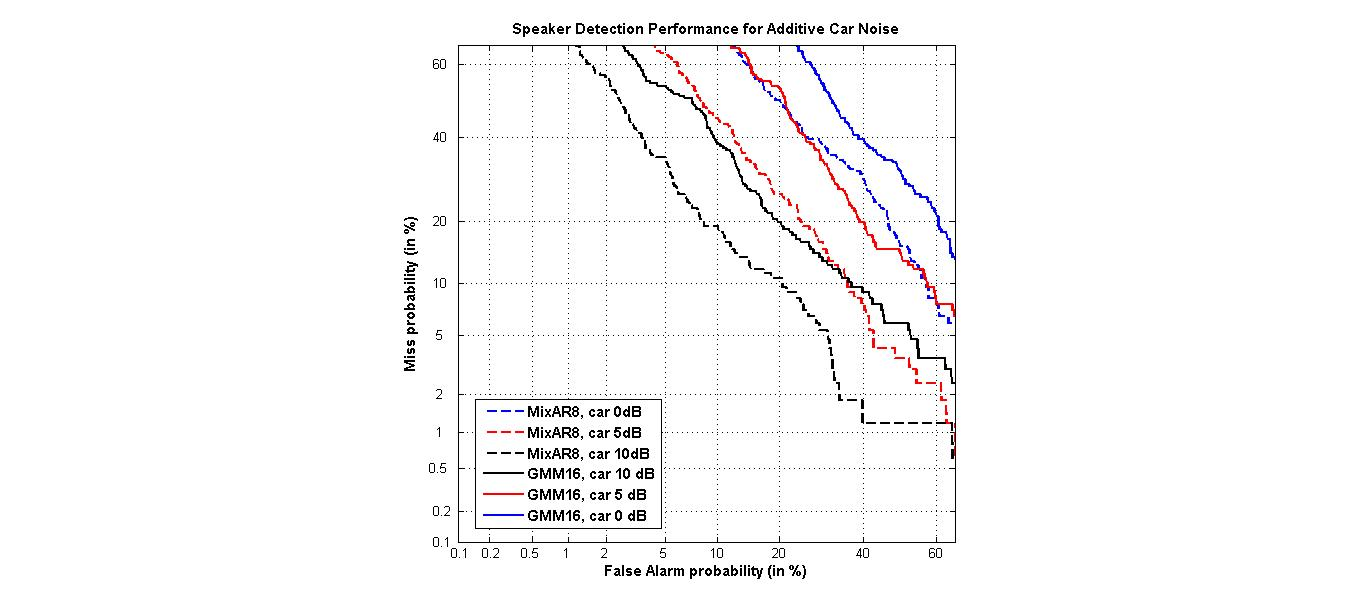 Speaker Detection Performance for Additive Car Noise
Miss probability (in %)
60
40
20
10
5
2
1
0.5
0.2
0.1
MixAR8, car 0dB
MixAR8, car 5dB
MixAR8, car 10dB
GMM16, car 10 dB
GMM16, car 5 dB
GMM16, car 0 dB
0.1 0.2 0.5 1 2 5 10 20 40 60
False Alarm probability (in %)